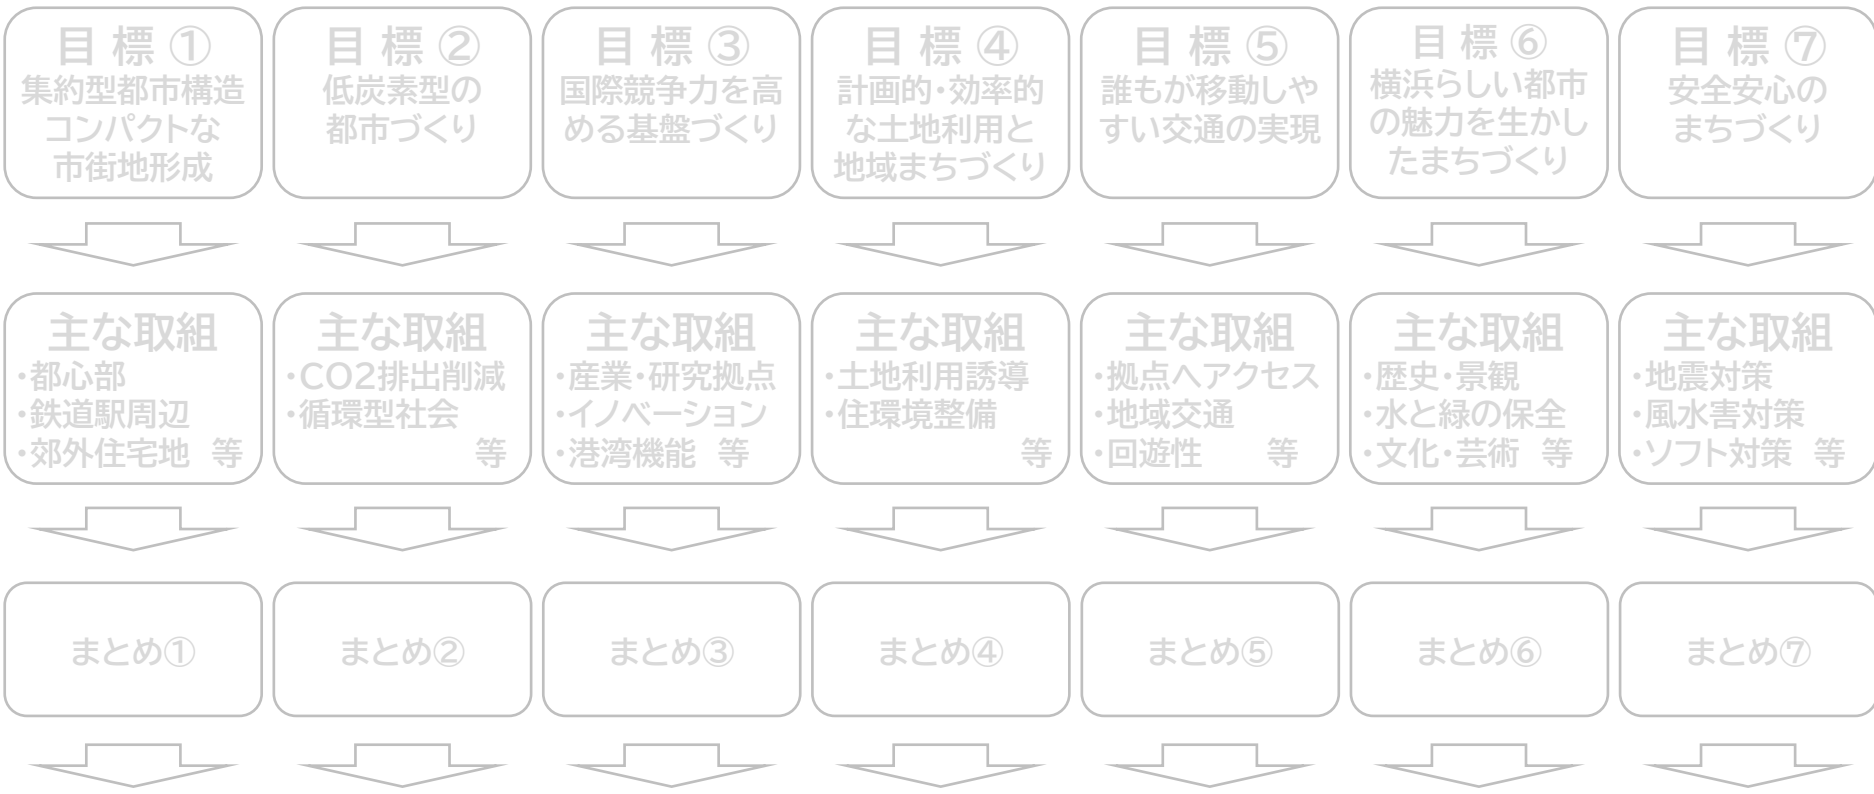 目 標 ①
集約型都市構造
コンパクトな
市街地形成
目 標 ②
低炭素型の
都市づくり
目 標 ③
国際競争力を高
める基盤づくり
目 標 ④
計画的・効率的
な土地利用と
地域まちづくり
目 標 ⑤
誰もが移動しや
すい交通の実現
目 標 ⑥
横浜らしい都市
の魅力を生かし
たまちづくり
目 標 ⑦
安全安心の
まちづくり
主な取組
・都心部
・鉄道駅周辺
・郊外住宅地 等
主な取組
・CO2排出削減
・循環型社会
等
主な取組
・産業・研究拠点
・イノベーション
・港湾機能 等
主な取組
・土地利用誘導
・住環境整備
等
主な取組
・拠点へアクセス
・地域交通
・回遊性 等
主な取組
・歴史・景観
・水と緑の保全
・文化・芸術 等
主な取組
・地震対策
・風水害対策
・ソフト対策 等
まとめ①
まとめ②
まとめ③
まとめ④
まとめ⑤
まとめ⑥
まとめ⑦